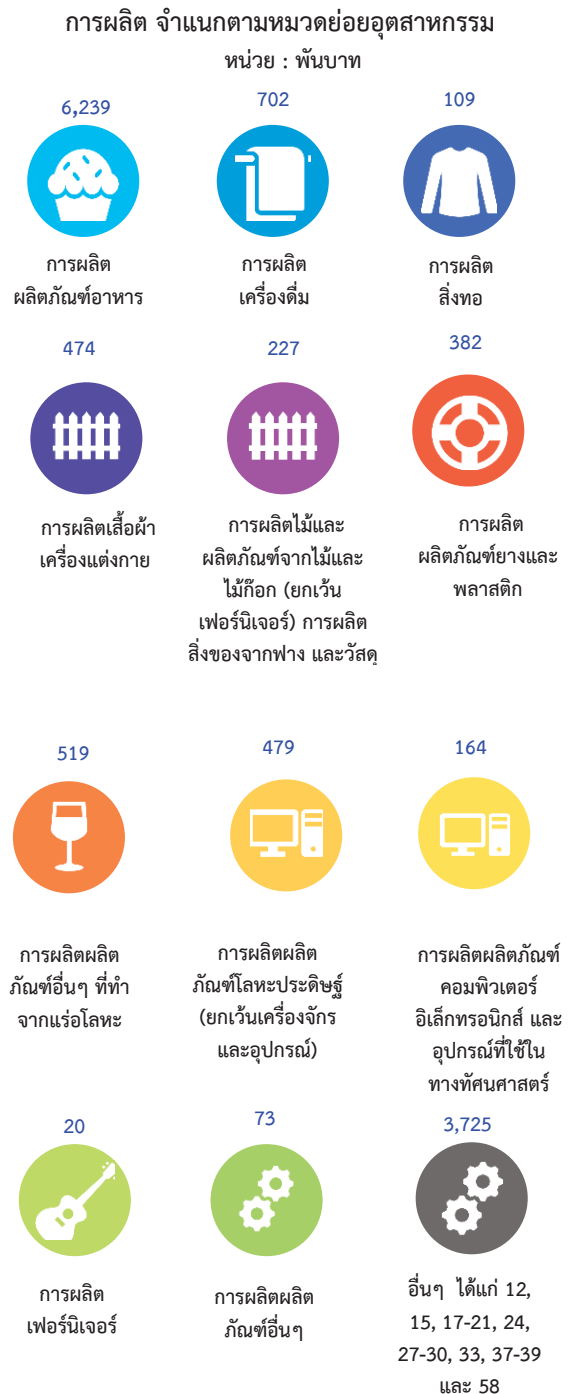 การผลิต จำแนกตามหมวดย่อยอุตสาหกรรม
หน่วย : พันบาท
6,239
การผลิต
ผลิตภัณฑ์อาหาร
702
การผลิต
เครื่องดื่ม
109
การผลิต
สิ่งทอ
474
การผลิตเสื้อผ้า
เครื่องแต่งกาย
227
การผลิตไม้และ
ผลิตภัณฑ์จากไม้และ
ไม้ก๊อก (ยกเว้น
เฟอร์นิเจอร์) การผลิต
สิ่งของจากฟาง และวัสดุ
382
การผลิต
ผลิตภัณฑ์ยางและ
พลาสติก
519
การผลิตผลิต
ภัณฑ์อื่นๆ ที่ทำ
จากแร่อโลหะ
479
การผลิตผลิต
ภัณฑ์โลหะประดิษฐ์
(ยกเว้นเครื่องจักร
และอุปกรณ์)
164
การผลิตผลิตภัณฑ์
คอมพิวเตอร์
อิเล็กทรอนิกส์ และ
อุปกรณ์ที่ใช้ใน
ทางทัศนศาสตร์
20
การผลิต
เฟอร์นิเจอร์
73
การผลิตผลิต
ภัณฑ์อื่นๆ
3,725
อื่นๆ ได้แก่ 12,
15, 17-21, 24,
27-30, 33, 37-39
และ 58